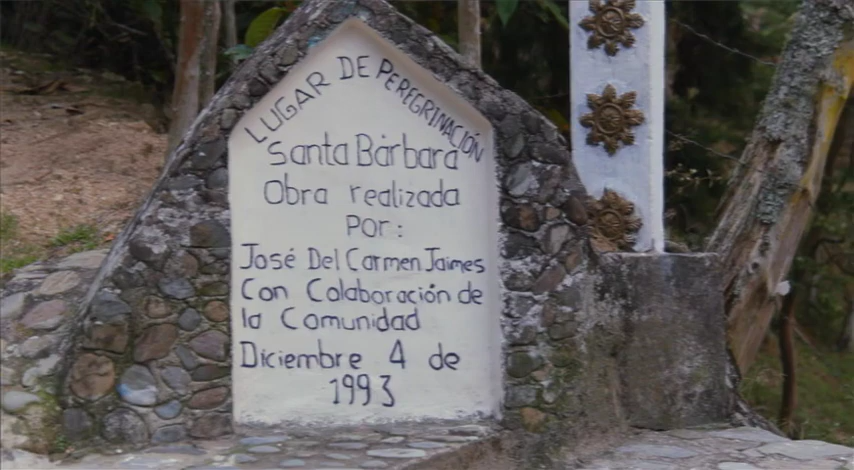 LUGAR DE PEREGRINACIÓN
Santa Bárbara
Obra realizada
POR:
José Del Carmen Jaimes
Con Colaboración de
la Comunidad
Diciembre 4 de
1993